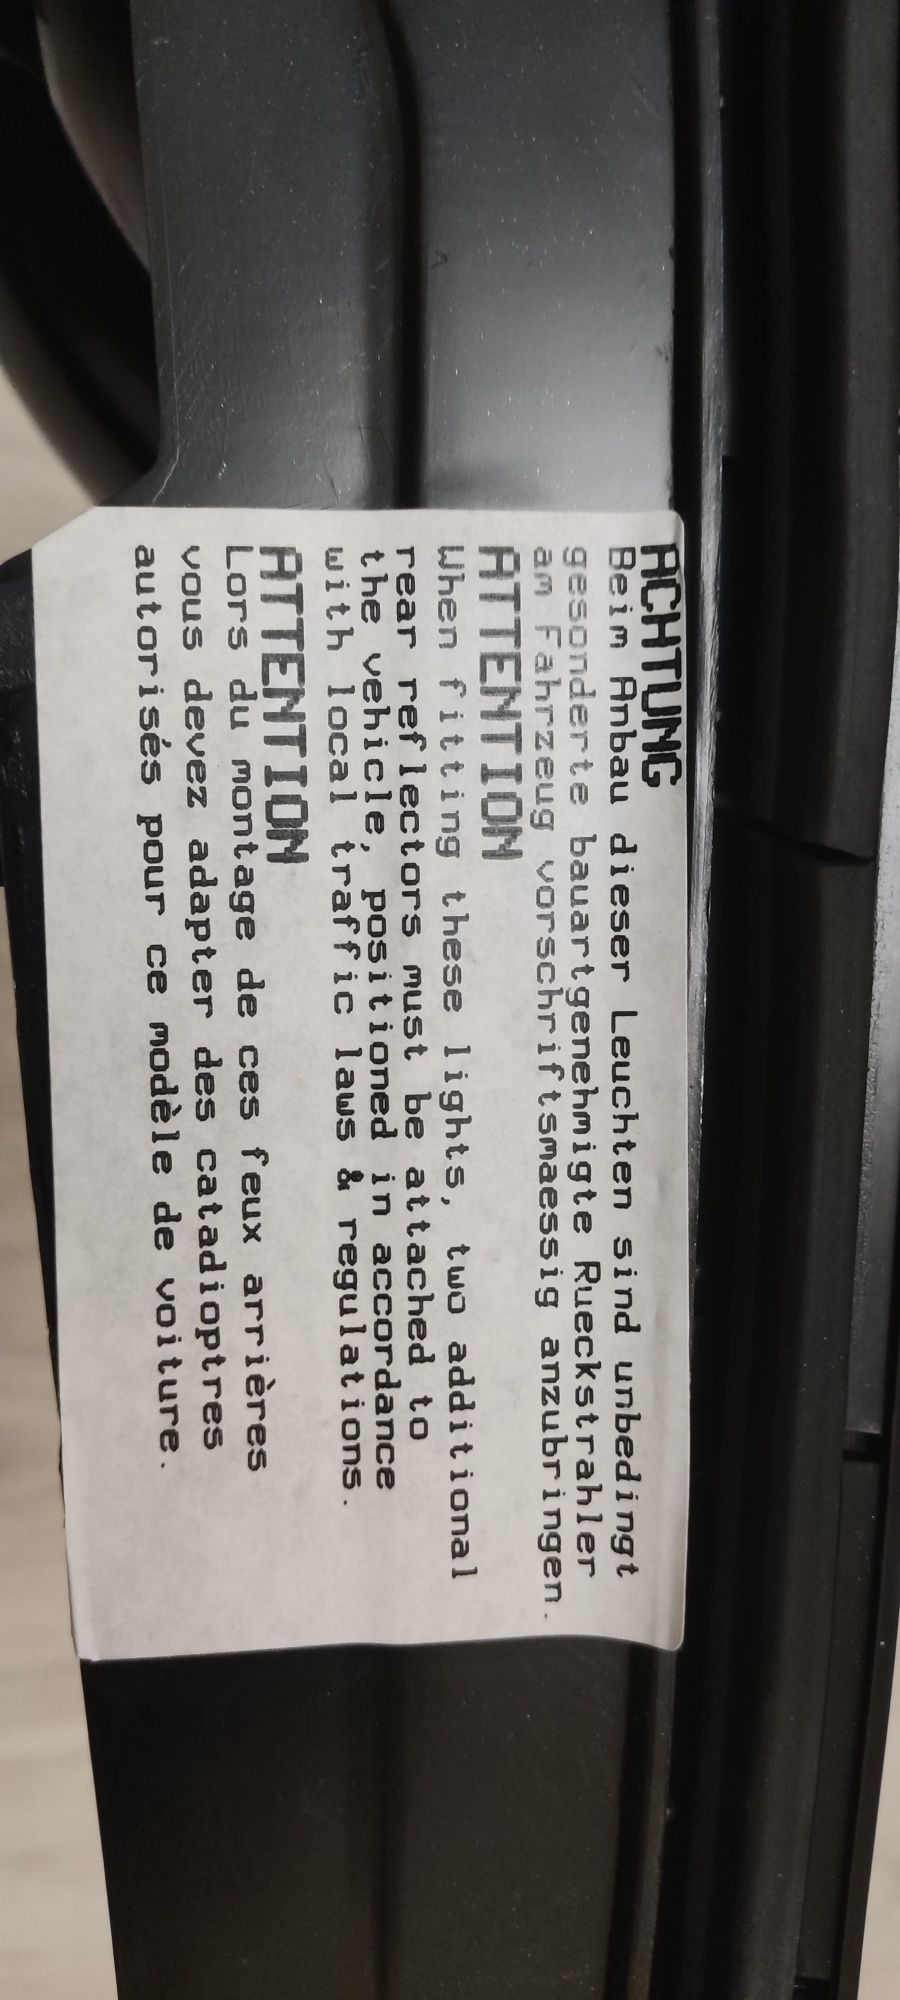 ACHTUNG
Beim Anbau dieser Leuchten sind unbedingt
gesonderte bauartgenehmigte Rueckstrahler
am Fahrzeug vorschriftsmaessig anzubringen.
ATTENTION
When fitting these lights, two additional
rear reflectors must be attached to
the vehicle, positioned in accordance
with local traffic laws & regulations.
ATTENTION
Lors du montage de ces feux arrières
vous devez adapter des catadioptres
autorisés pour ce modèle de voiture.